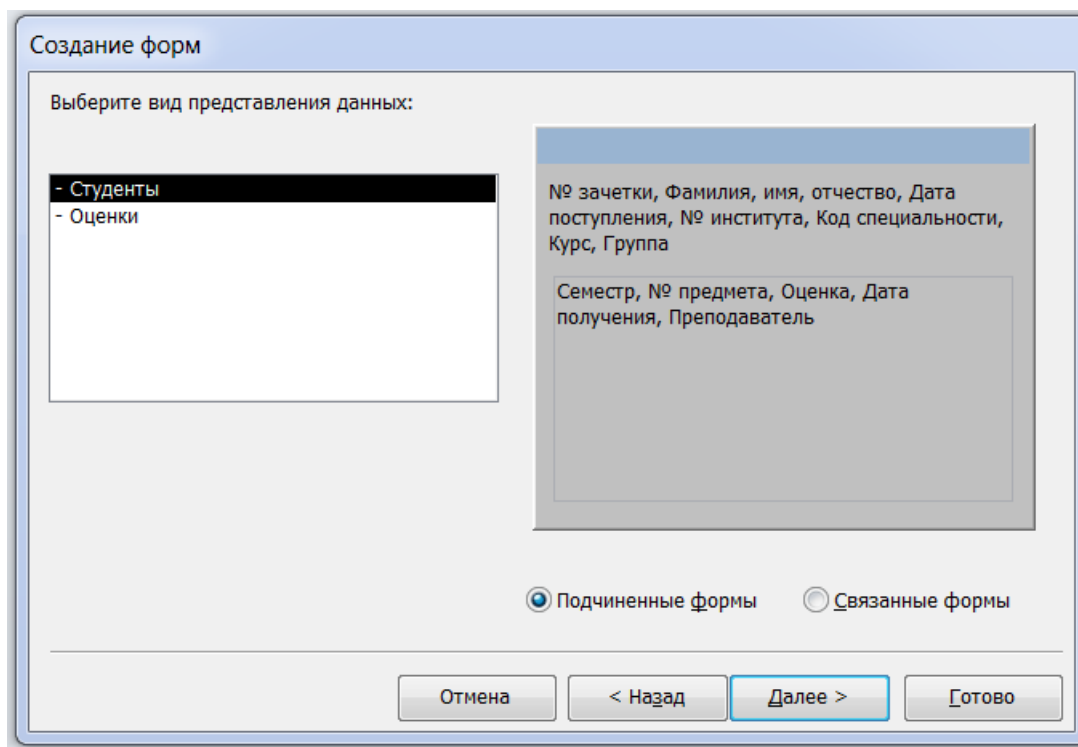 Создание форм
Выберите вид представления данных:
- Студенты
- Оценки
№ зачетки, Фамилия, имя, отчество, Дата
поступления, № института, Код специальности,
Курс, Группа
Семестр, № предмета, Оценка, Дата
получения, Преподаватель
Подчиненные формы
Связанные формы
Отмена
< Назад
Далее >
Готово